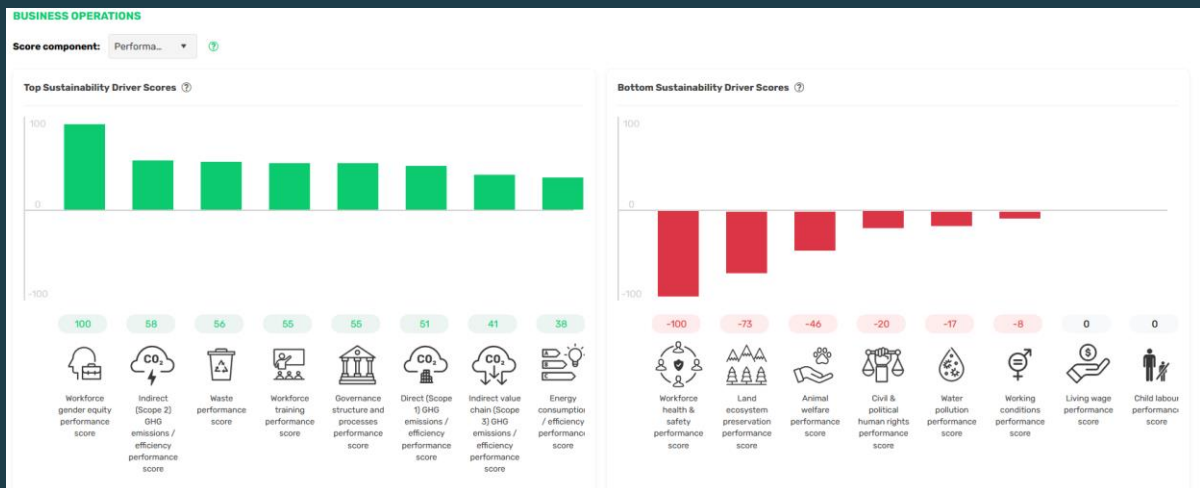 BUSINESS OPERATIONS
Score component: Performa... ▼ ?
Top Sustainability Driver Scores ?
100
0
-100
100 58 56 55 55 51 41 38
CO₂
CO₂
CO₂
Workforce
gender equity
performance
score
Indirect
(Scope 2)
GHG
emissions /
efficiency
performance
score
Waste
performance
score
Workforce
training
performance
score
Governance
structure and
processes
performance
score
Direct (Scope
1) GHG
emissions /
efficiency
performance
score
Indirect value
chain (Scope
3) GHG
emissions /
efficiency
performance
score
Energy
consumption
/ efficiency
performance
score
Bottom Sustainability Driver Scores ?
100
0
-100
-100 -73 -46 -20 -17 -8 0 0
$
Workforce
health &
safety
performance
score
Land
ecosystem
preservation
performance
score
Animal
welfare
performance
score
Civil &
political
human rights
performance
score
Water
pollution
performance
score
Working
conditions
performance
score
Living wage
performance
score
Child labour
performance
score